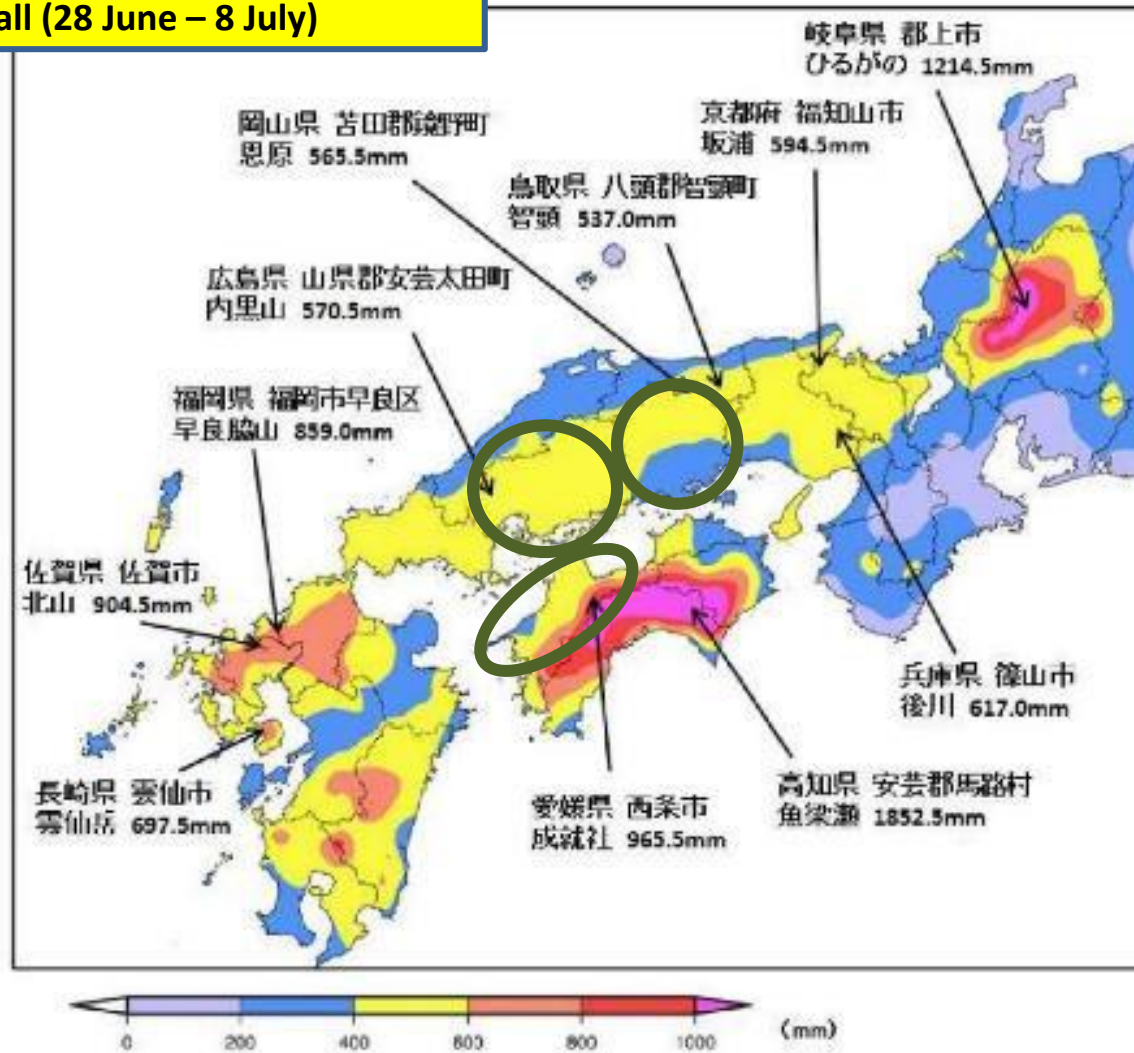 all (28 June – 8 July)
岐阜県 郡上市
ひるがの 1214.5mm
京都府 福知山市
坂浦 594.5mm
岡山県 苫田郡鏡野町
恩原 565.5mm
鳥取県 八頭郡智頭町
智頭 537.0mm
広島県 山県郡安芸太田町
内黒山 570.5mm
福岡県 福岡市早良区
早良脇山 859.0mm
佐賀県 佐賀市
北山 904.5mm
長崎県 雲仙市
雲仙岳 697.5mm
愛媛県 西条市
成就社 965.5mm
高知県 安芸郡馬路村
魚梁瀬 1852.5mm
兵庫県 篠山市
後川 617.0mm
0 200 400 600 800 1000 (mm)